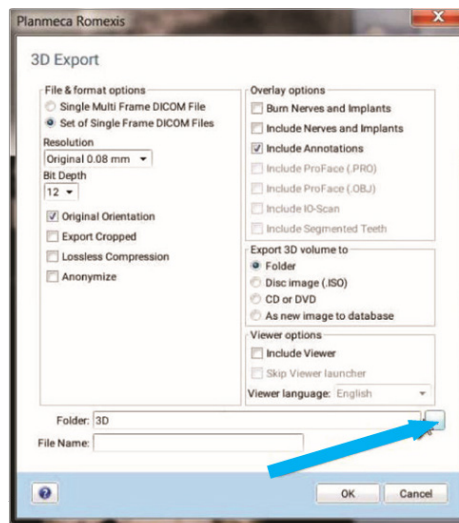 Planmeca Romexis
3D Export
File & format options
Single Multi Frame DICOM File
Set of Single Frame DICOM Files
Resolution
Original 0.08 mm
Bit Depth
12
Original Orientation
Export Cropped
Lossless Compression
Anonymize
Overlay options
Burn Nerves and Implants
Include Nerves and Implants
Include Annotations
Include ProFace (.PRO)
Include ProFace (.OBJ)
Include IO-Scan
Include Segmented Teeth
Export 3D volume to
Folder
Disc image (.ISO)
CD or DVD
As new image to database
Viewer options
Include Viewer
Skip Viewer launcher
Viewer language: English
Folder: 3D
File Name:
OK Cancel